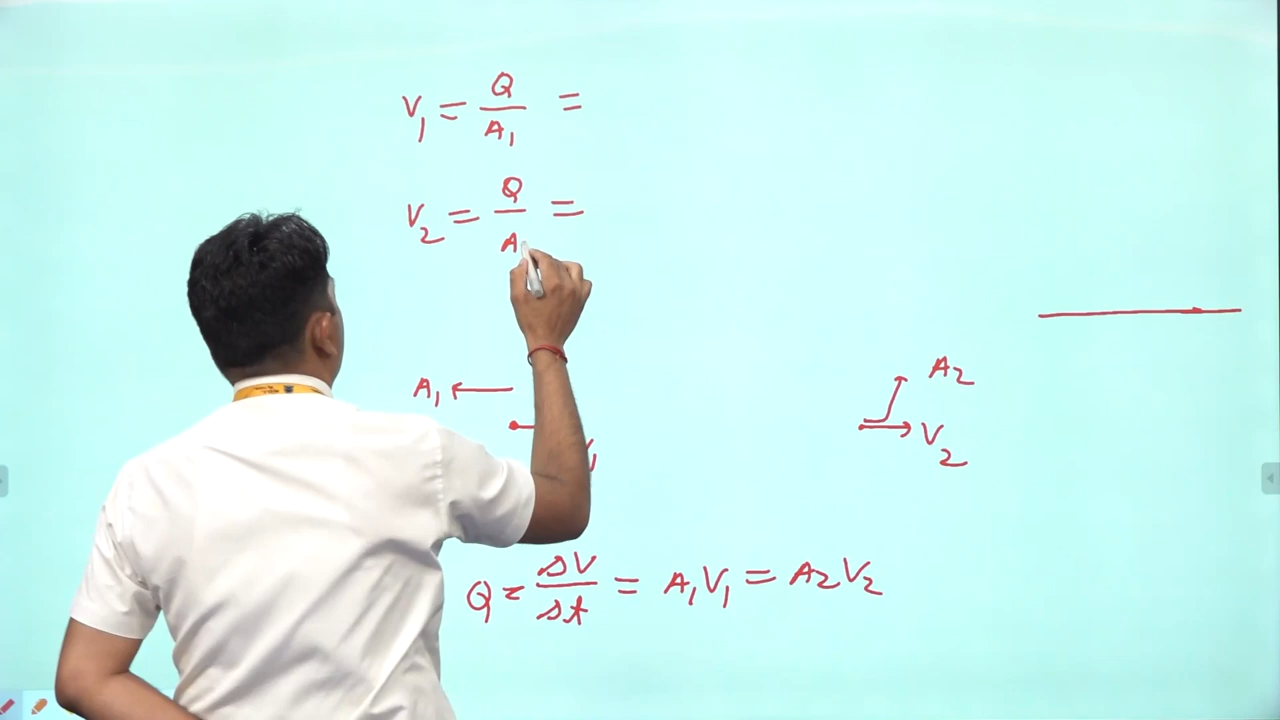 V₁ = Q/A₁ =
V₂ = Q/A =
A₁
A₂
V₂
Q = ΔV/Δt = A₁V₁ = A₂V₂